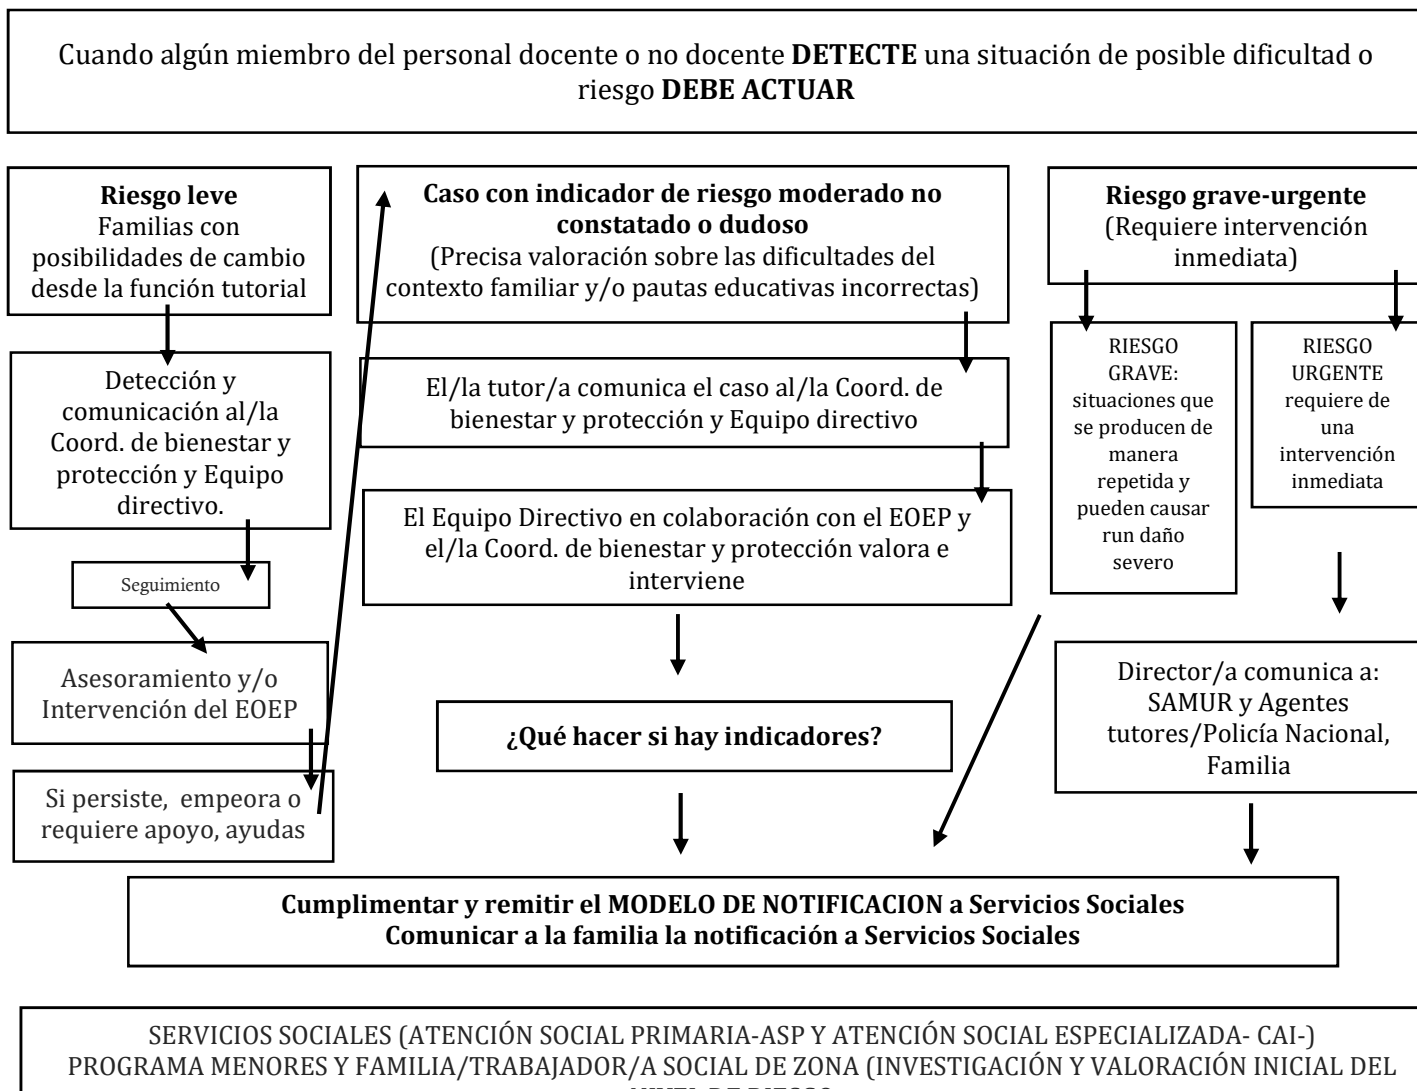 Cuando algún miembro del personal docente o no docente DETECTE una situación de posible dificultad o
riesgo DEBE ACTUAR
Riesgo leve
Familias con
posibilidades de cambio
desde la función tutorial
Detección y
comunicación al/la
Coord. de bienestar y
protección y Equipo
directivo.
Seguimiento
Asesoramiento y/o
Intervención del EOEP
Si persiste, empeora o
requiere apoyo, ayudas
Caso con indicador de riesgo moderado no
constatado o dudoso
(Precisa valoración sobre las dificultades del
contexto familiar y/o pautas educativas incorrectas)
El/la tutor/a comunica el caso al/la Coord. de
bienestar y protección y Equipo directivo
El Equipo Directivo en colaboración con el EOEP y
el/la Coord. de bienestar y protección valora e
interviene
¿Qué hacer si hay indicadores?
Riesgo grave-urgente
(Requiere intervención
inmediata)
RIESGO
GRAVE:
situaciones que
se producen de
manera
repetida y
pueden causar
run daño
severo
RIESGO
URGENTE
requiere de
una
intervención
inmediata
Director/a comunica a:
SAMUR y Agentes
tutores/Policía Nacional,
Familia
Cumplimentar y remitir el MODELO DE NOTIFICACION a Servicios Sociales
Comunicar a la familia la notificación a Servicios Sociales
SERVICIOS SOCIALES (ATENCIÓN SOCIAL PRIMARIA-ASP Y ATENCIÓN SOCIAL ESPECIALIZADA- CAI-)
PROGRAMA MENORES Y FAMILIA/TRABAJADOR/A SOCIAL DE ZONA (INVESTIGACIÓN Y VALORACIÓN INICIAL DEL
NIVEL DE RIESGO